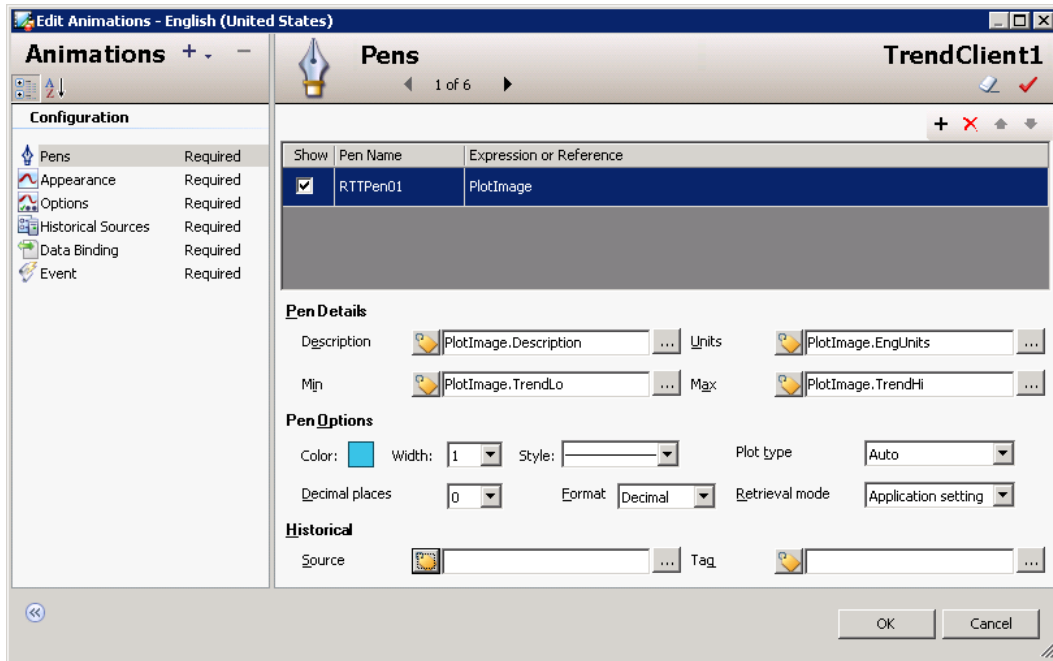 Edit Animations - English (United States)
Animations
Pens
TrendClient1
1 of 6
Configuration
Pens Required
Appearance Required
Options Required
Historical Sources Required
Data Binding Required
Event Required
Show Pen Name Expression or Reference
RTTPen01 PlotImage
Pen Details
Description PlotImage.Description ... Units PlotImage.EngUnits ...
Min PlotImage.TrendLo ... Max PlotImage.TrendHi ...
Pen Options
Color: Width: 1 Style: Plot type Auto
Decimal places 0 Format Decimal Retrieval mode Application setting
Historical
Source ... Tag ...
OK Cancel